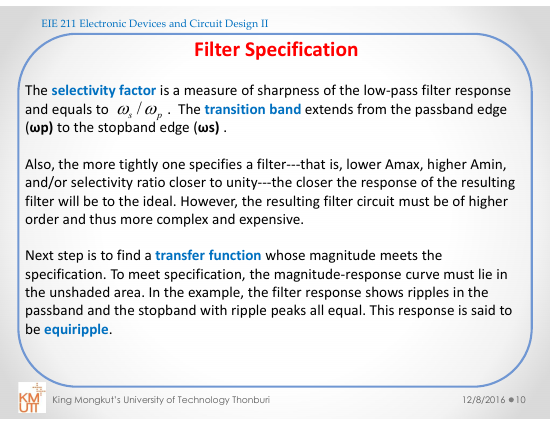 EIE 211 Electronic Devices and Circuit Design II
Filter Specification
The selectivity factor is a measure of sharpness of the low-pass filter response
and equals to ω_s / ω_p . The transition band extends from the passband edge
(ωp) to the stopband edge (ωs) .
Also, the more tightly one specifies a filter---that is, lower Amax, higher Amin,
and/or selectivity ratio closer to unity---the closer the response of the resulting
filter will be to the ideal. However, the resulting filter circuit must be of higher
order and thus more complex and expensive.
Next step is to find a transfer function whose magnitude meets the
specification. To meet specification, the magnitude-response curve must lie in
the unshaded area. In the example, the filter response shows ripples in the
passband and the stopband with ripple peaks all equal. This response is said to
be equiripple.
KMUTT
King Mongkut's University of Technology Thonburi
12/8/2016 ●10